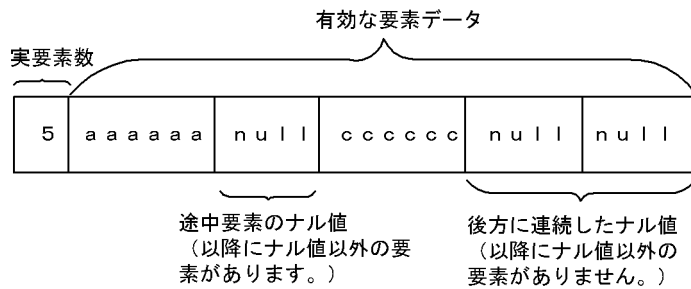 有効な要素データ
実要素数
５ ａａａａａａ ｎｕｌｌ ｃｃｃｃｃｃ ｎｕｌｌ ｎｕｌｌ
途中要素のナル値
（以降にナル値以外の要
素があります。）
後方に連続したナル値
（以降にナル値以外の
要素がありません。）